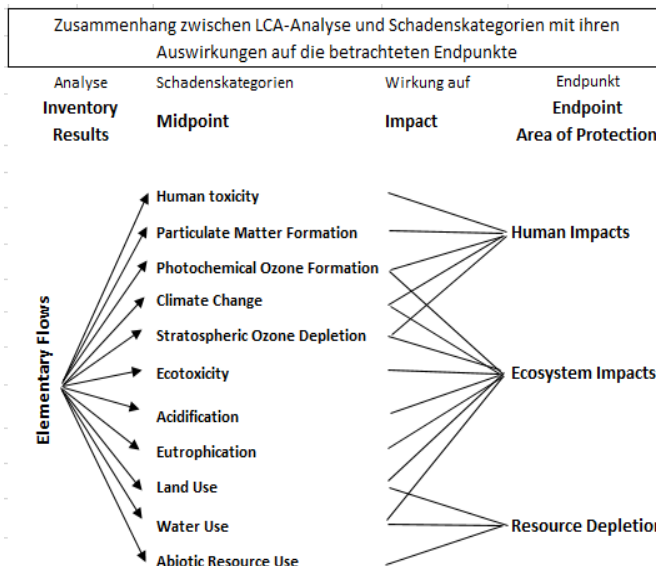 Zusammenhang zwischen LCA-Analyse und Schadenskategorien mit ihren
Auswirkungen auf die betrachteten Endpunkte
Analyse
Schadenskategorien
Wirkung auf
Endpunkt
Inventory
Results
Midpoint
Impact
Endpoint
Area of Protection
Elementary Flows
Human toxicity
Particulate Matter Formation
Photochemical Ozone Formation
Climate Change
Stratospheric Ozone Depletion
Ecotoxicity
Acidification
Eutrophication
Land Use
Water Use
Abiotic Resource Use
Human Impacts
Ecosystem Impacts
Resource Depletion